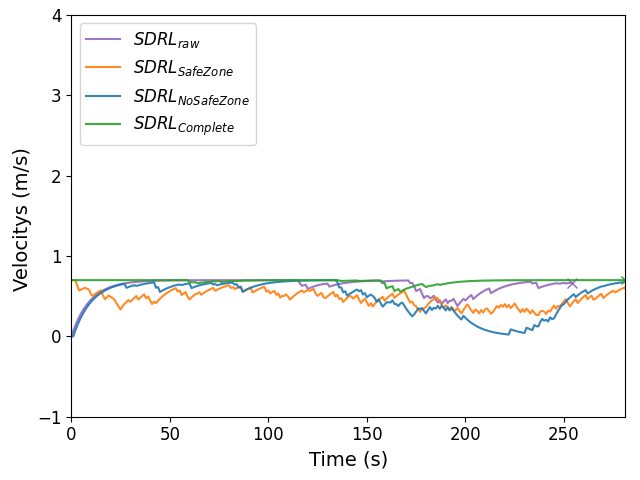 4
3
2
1
0
−1
Velocitys (m/s)
SDRL_raw
SDRL_SafeZone
SDRL_NoSafeZone
SDRL_Complete
0 50 100 150 200 250
Time (s)